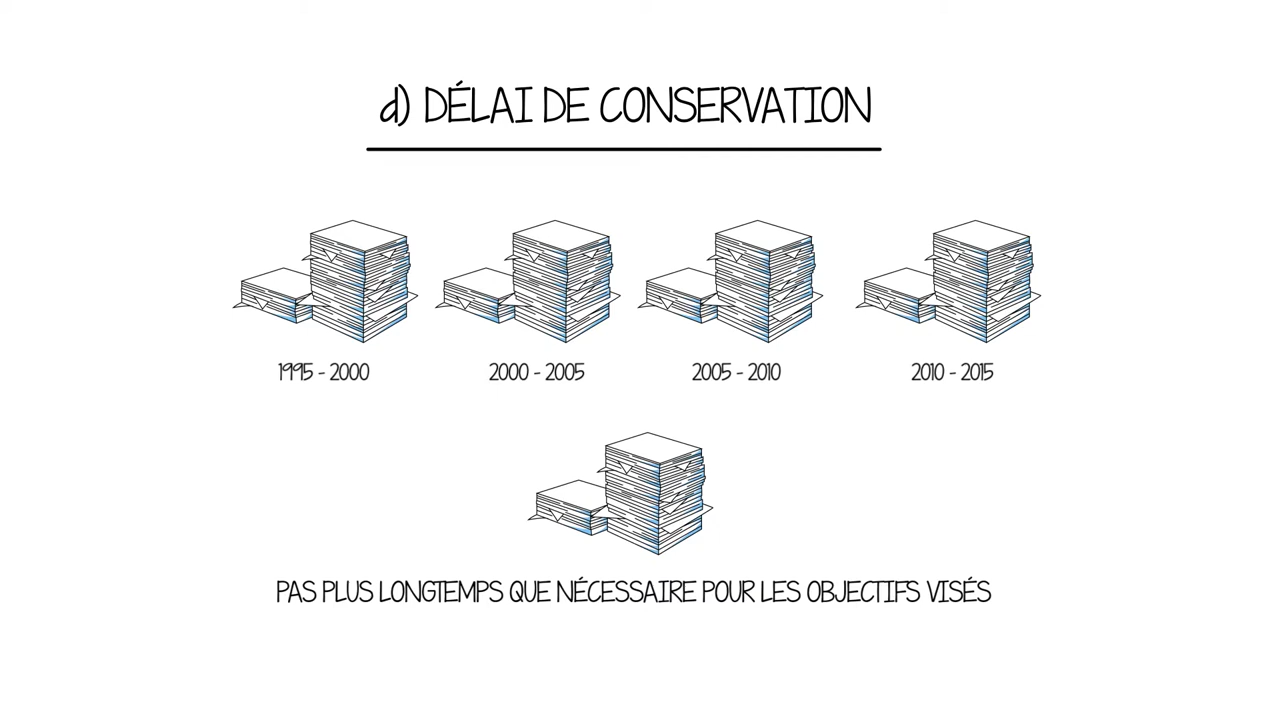 d) DÉLAI DE CONSERVATION
1995 - 2000
2000 - 2005
2005 - 2010
2010 - 2015
PAS PLUS LONGTEMPS QUE NÉCESSAIRE POUR LES OBJECTIFS VISÉS